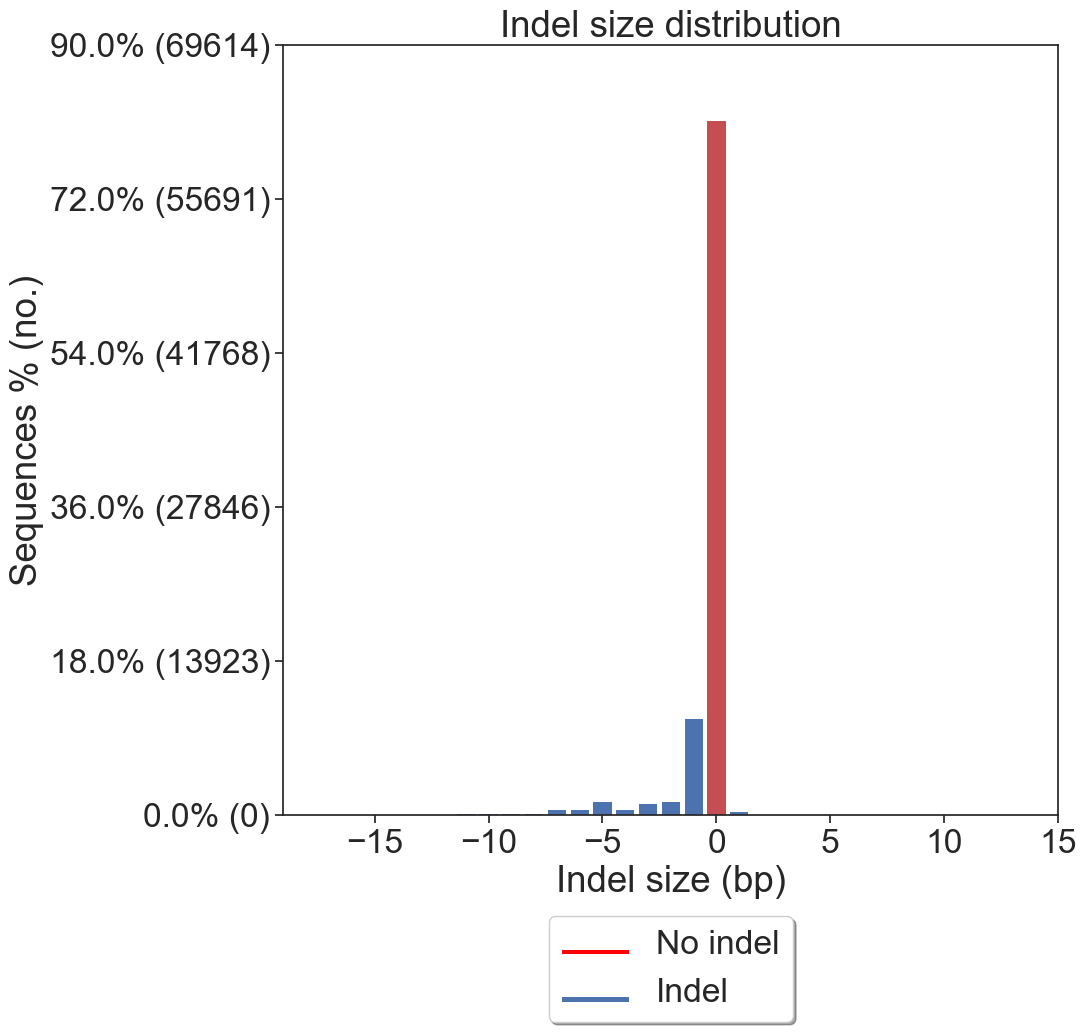 Indel size distribution
90.0% (69614)
72.0% (55691)
54.0% (41768)
36.0% (27846)
18.0% (13923)
0.0% (0)
Sequences % (no.)
−15 −10 −5 0 5 10 15
Indel size (bp)
No indel
Indel